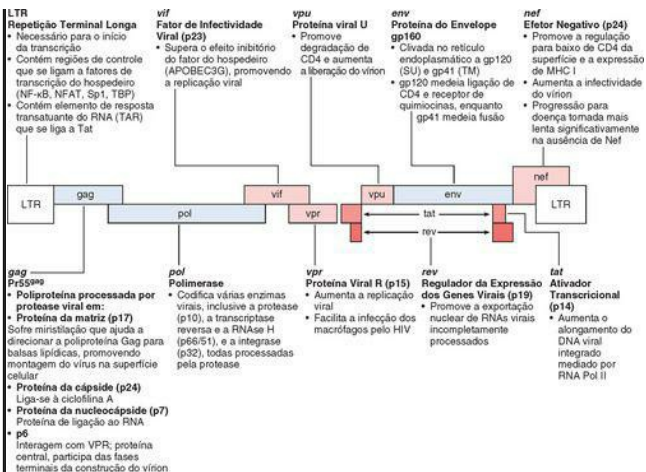 LTR
Repetição Terminal Longa
• Necessário para o início
da transcrição
• Contém regiões de controle
que se ligam a fatores de
transcrição do hospedeiro
(NF-κB, NFAT, Sp1, TBP)
• Contém elemento de resposta
transatuante do RNA (TAR)
que se liga a Tat
vif
Fator de Infectividade
Viral (p23)
• Supera o efeito inibitório
do fator do hospedeiro
(APOBEC3G), promovendo
a replicação viral
vpu
Proteína viral U
• Promove
degradação de
CD4 e aumenta
a liberação do vírion
env
Proteína do Envelope
gp160
• Clivada no retículo
endoplasmático a gp120
(SU) e gp41 (TM)
• gp120 medeia ligação de
CD4 e receptor de
quimiocinas, enquanto
gp41 medeia fusão
nef
Efetor Negativo (p24)
• Promove a regulação
para baixo de CD4 da
superfície e a expressão
de MHC I
• Aumenta a infectividade
do vírion
• Progressão para
doença tornada mais
lenta significativamente
na ausência de Nef
LTR
gag
pol
vif
vpr
vpu
env
tat
rev
nef
LTR
gag
Pr55gag
• Poliproteína processada por
protease viral em:
• Proteína da matriz (p17)
Sofre miristilação que ajuda a
direcionar a poliproteína Gag para
balsas lipídicas, promovendo
montagem do vírus na superfície
celular
• Proteína da cápside (p24)
Liga-se à ciclofilina A
• Proteína da nucleocápside (p7)
Proteína de ligação ao RNA
• p6
Interagem com VPR; proteína
central, participa das fases
terminais da construção do vírion
pol
Polimerase
• Codifica várias enzimas
virais, inclusive a protease
(p10), a transcriptase
reversa e a RNAse H
(p66/51), e a integrase
(p32), todas processadas
pela protease
vpr
Proteína Viral R (p15)
• Aumenta a replicação
viral
• Facilita a infecção dos
macrófagos pelo HIV
rev
Regulador da Expressão
dos Genes Virais (p19)
• Promove a exportação
nuclear de RNAs virais
incompletamente
processados
tat
Ativador
Transcricional
(p14)
• Aumenta o
alongamento do
DNA viral
integrado
mediado por
RNA Pol II